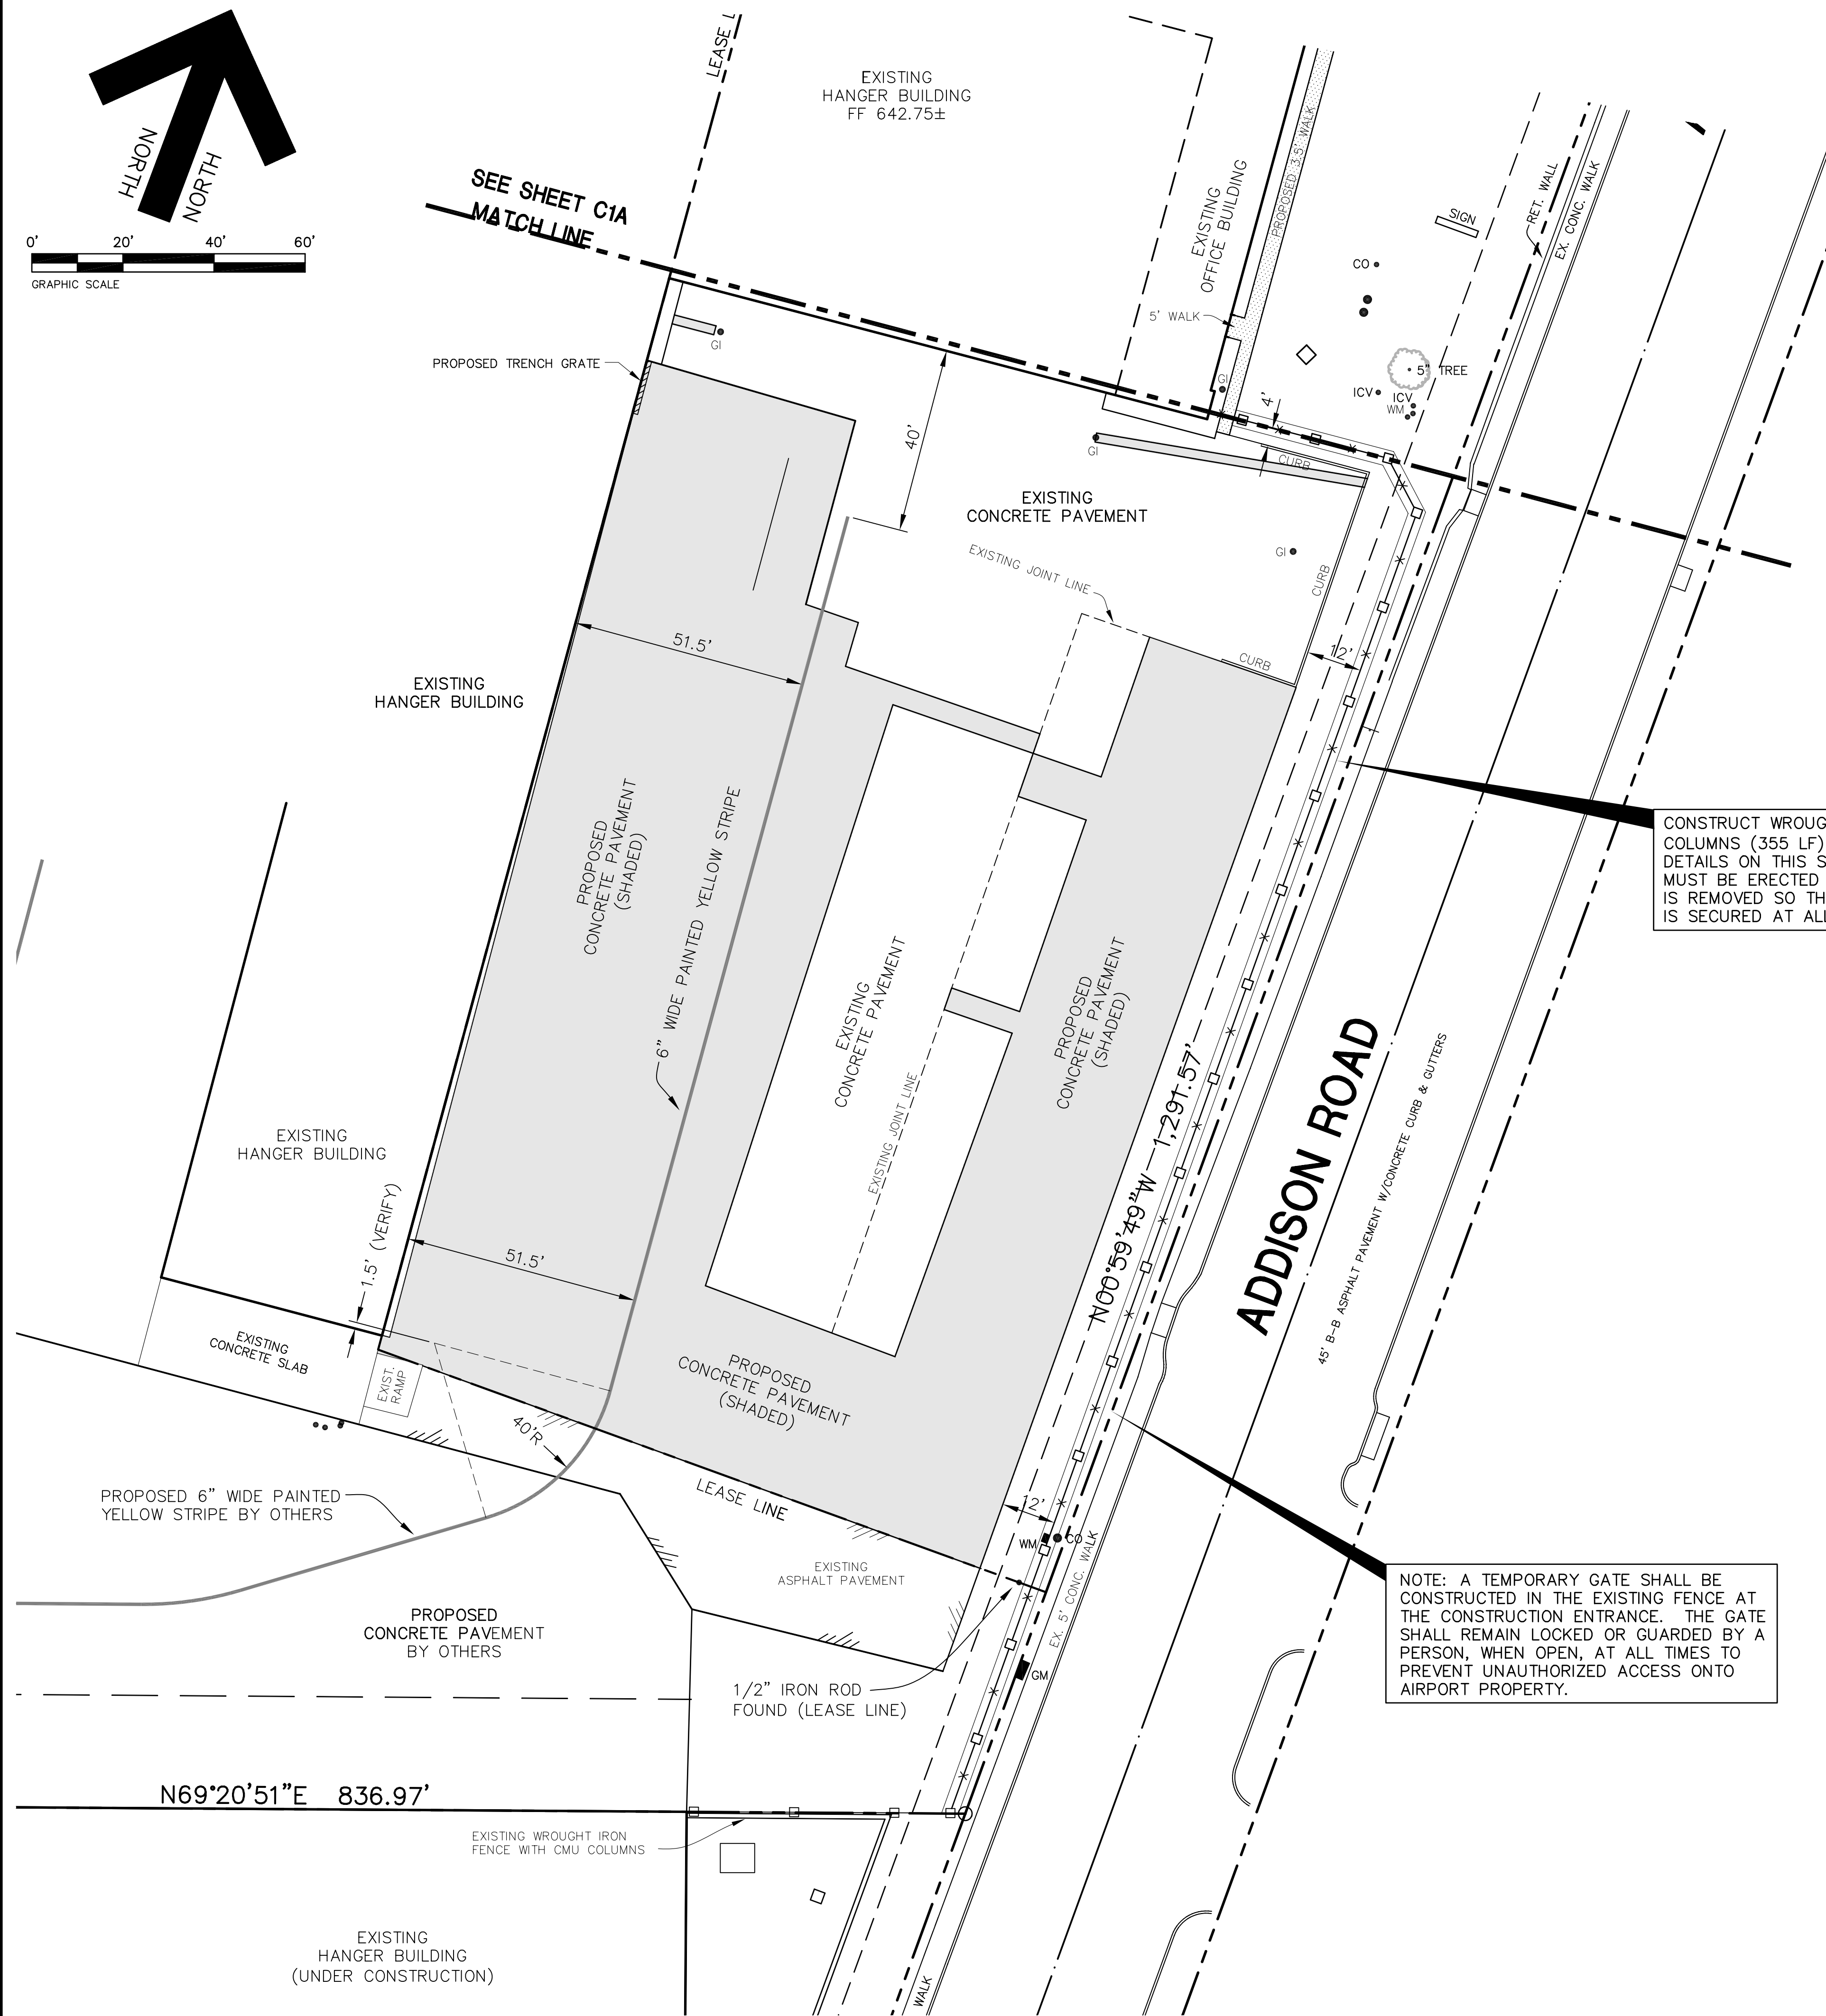 NORTH
NORTH
0' 20' 40' 60'
GRAPHIC SCALE
LEASE L
EXISTING
HANGER BUILDING
FF 642.75±
SEE SHEET C1A
MATCH LINE
EXISTING
OFFICE BUILDING
PROPOSED 3.5' WALK
5' WALK
SIGN
RET. WALL
EX. CONC. WALK
CO
5" TREE
ICV
ICV
WM
GI
PROPOSED TRENCH GRATE
GI
4'
40'
GI
CURB
EXISTING
CONCRETE PAVEMENT
GI
EXISTING JOINT LINE
CURB
CURB
12'
51.5'
EXISTING
HANGER BUILDING
PROPOSED
CONCRETE PAVEMENT
(SHADED)
6" WIDE PAINTED YELLOW STRIPE
EXISTING
CONCRETE PAVEMENT
EXISTING JOINT LINE
PROPOSED
CONCRETE PAVEMENT
(SHADED)
CONSTRUCT WROUG
COLUMNS (355 LF)
DETAILS ON THIS S
MUST BE ERECTED
IS REMOVED SO TH
IS SECURED AT ALL
N00°59'49"W 1,291.57'
ADDISON ROAD
45' B-B ASPHALT PAVEMENT W/CONCRETE CURB & GUTTERS
EXISTING
HANGER BUILDING
1.5' (VERIFY)
51.5'
EXISTING
CONCRETE SLAB
EXIST.
RAMP
PROPOSED
CONCRETE PAVEMENT
(SHADED)
40'R
LEASE LINE
PROPOSED 6" WIDE PAINTED
YELLOW STRIPE BY OTHERS
12'
WM
CO
EXISTING
ASPHALT PAVEMENT
EX. 5' CONC. WALK
NOTE: A TEMPORARY GATE SHALL BE
CONSTRUCTED IN THE EXISTING FENCE AT
THE CONSTRUCTION ENTRANCE. THE GATE
SHALL REMAIN LOCKED OR GUARDED BY A
PERSON, WHEN OPEN, AT ALL TIMES TO
PREVENT UNAUTHORIZED ACCESS ONTO
AIRPORT PROPERTY.
PROPOSED
CONCRETE PAVEMENT
BY OTHERS
GM
1/2" IRON ROD
FOUND (LEASE LINE)
N69°20'51"E 836.97'
EXISTING WROUGHT IRON
FENCE WITH CMU COLUMNS
EXISTING
HANGER BUILDING
(UNDER CONSTRUCTION)
WALK